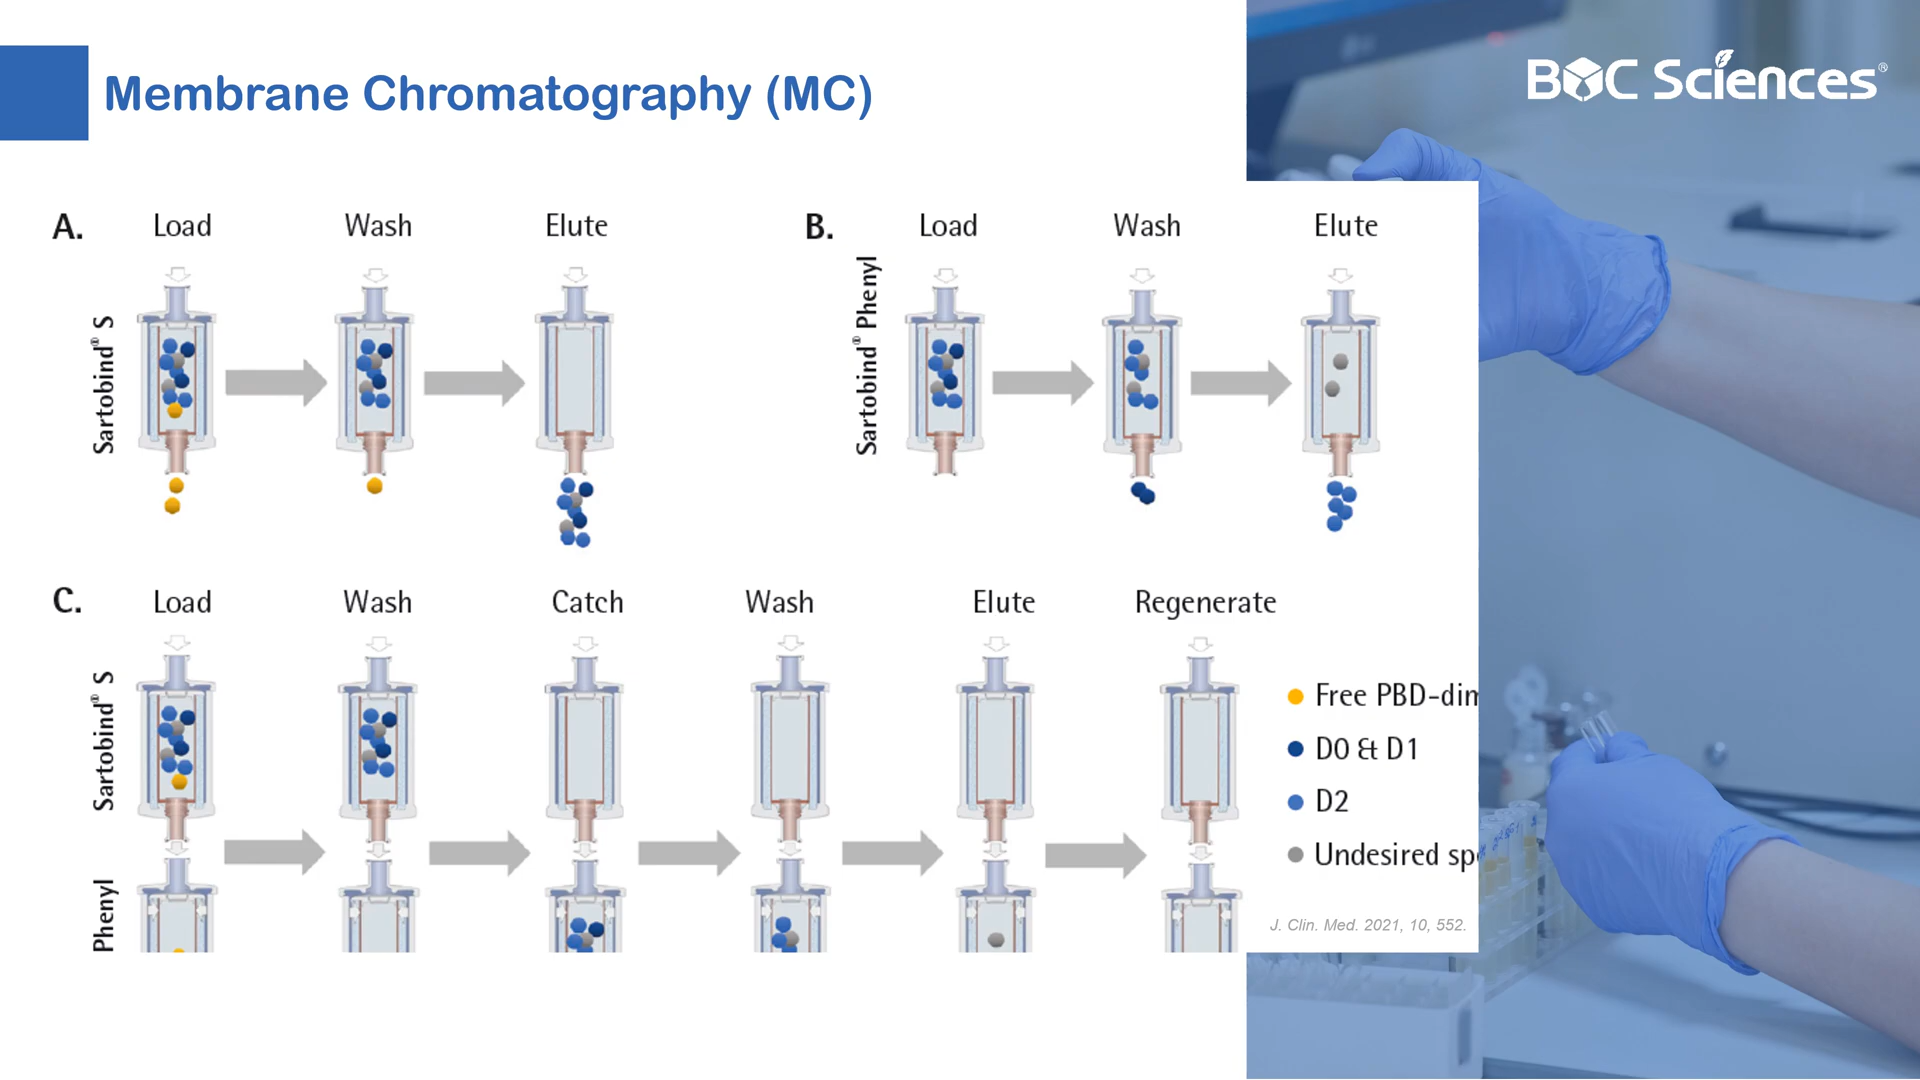 Membrane Chromatography (MC)
BOC Sciences®
A. Load Wash Elute
Sartobind® S
B. Load Wash Elute
Sartobind® Phenyl
C. Load Wash Catch Wash Elute Regenerate
Sartobind® S
Phenyl
Free PBD-dim
D0 & D1
D2
Undesired sp
J. Clin. Med. 2021, 10, 552.